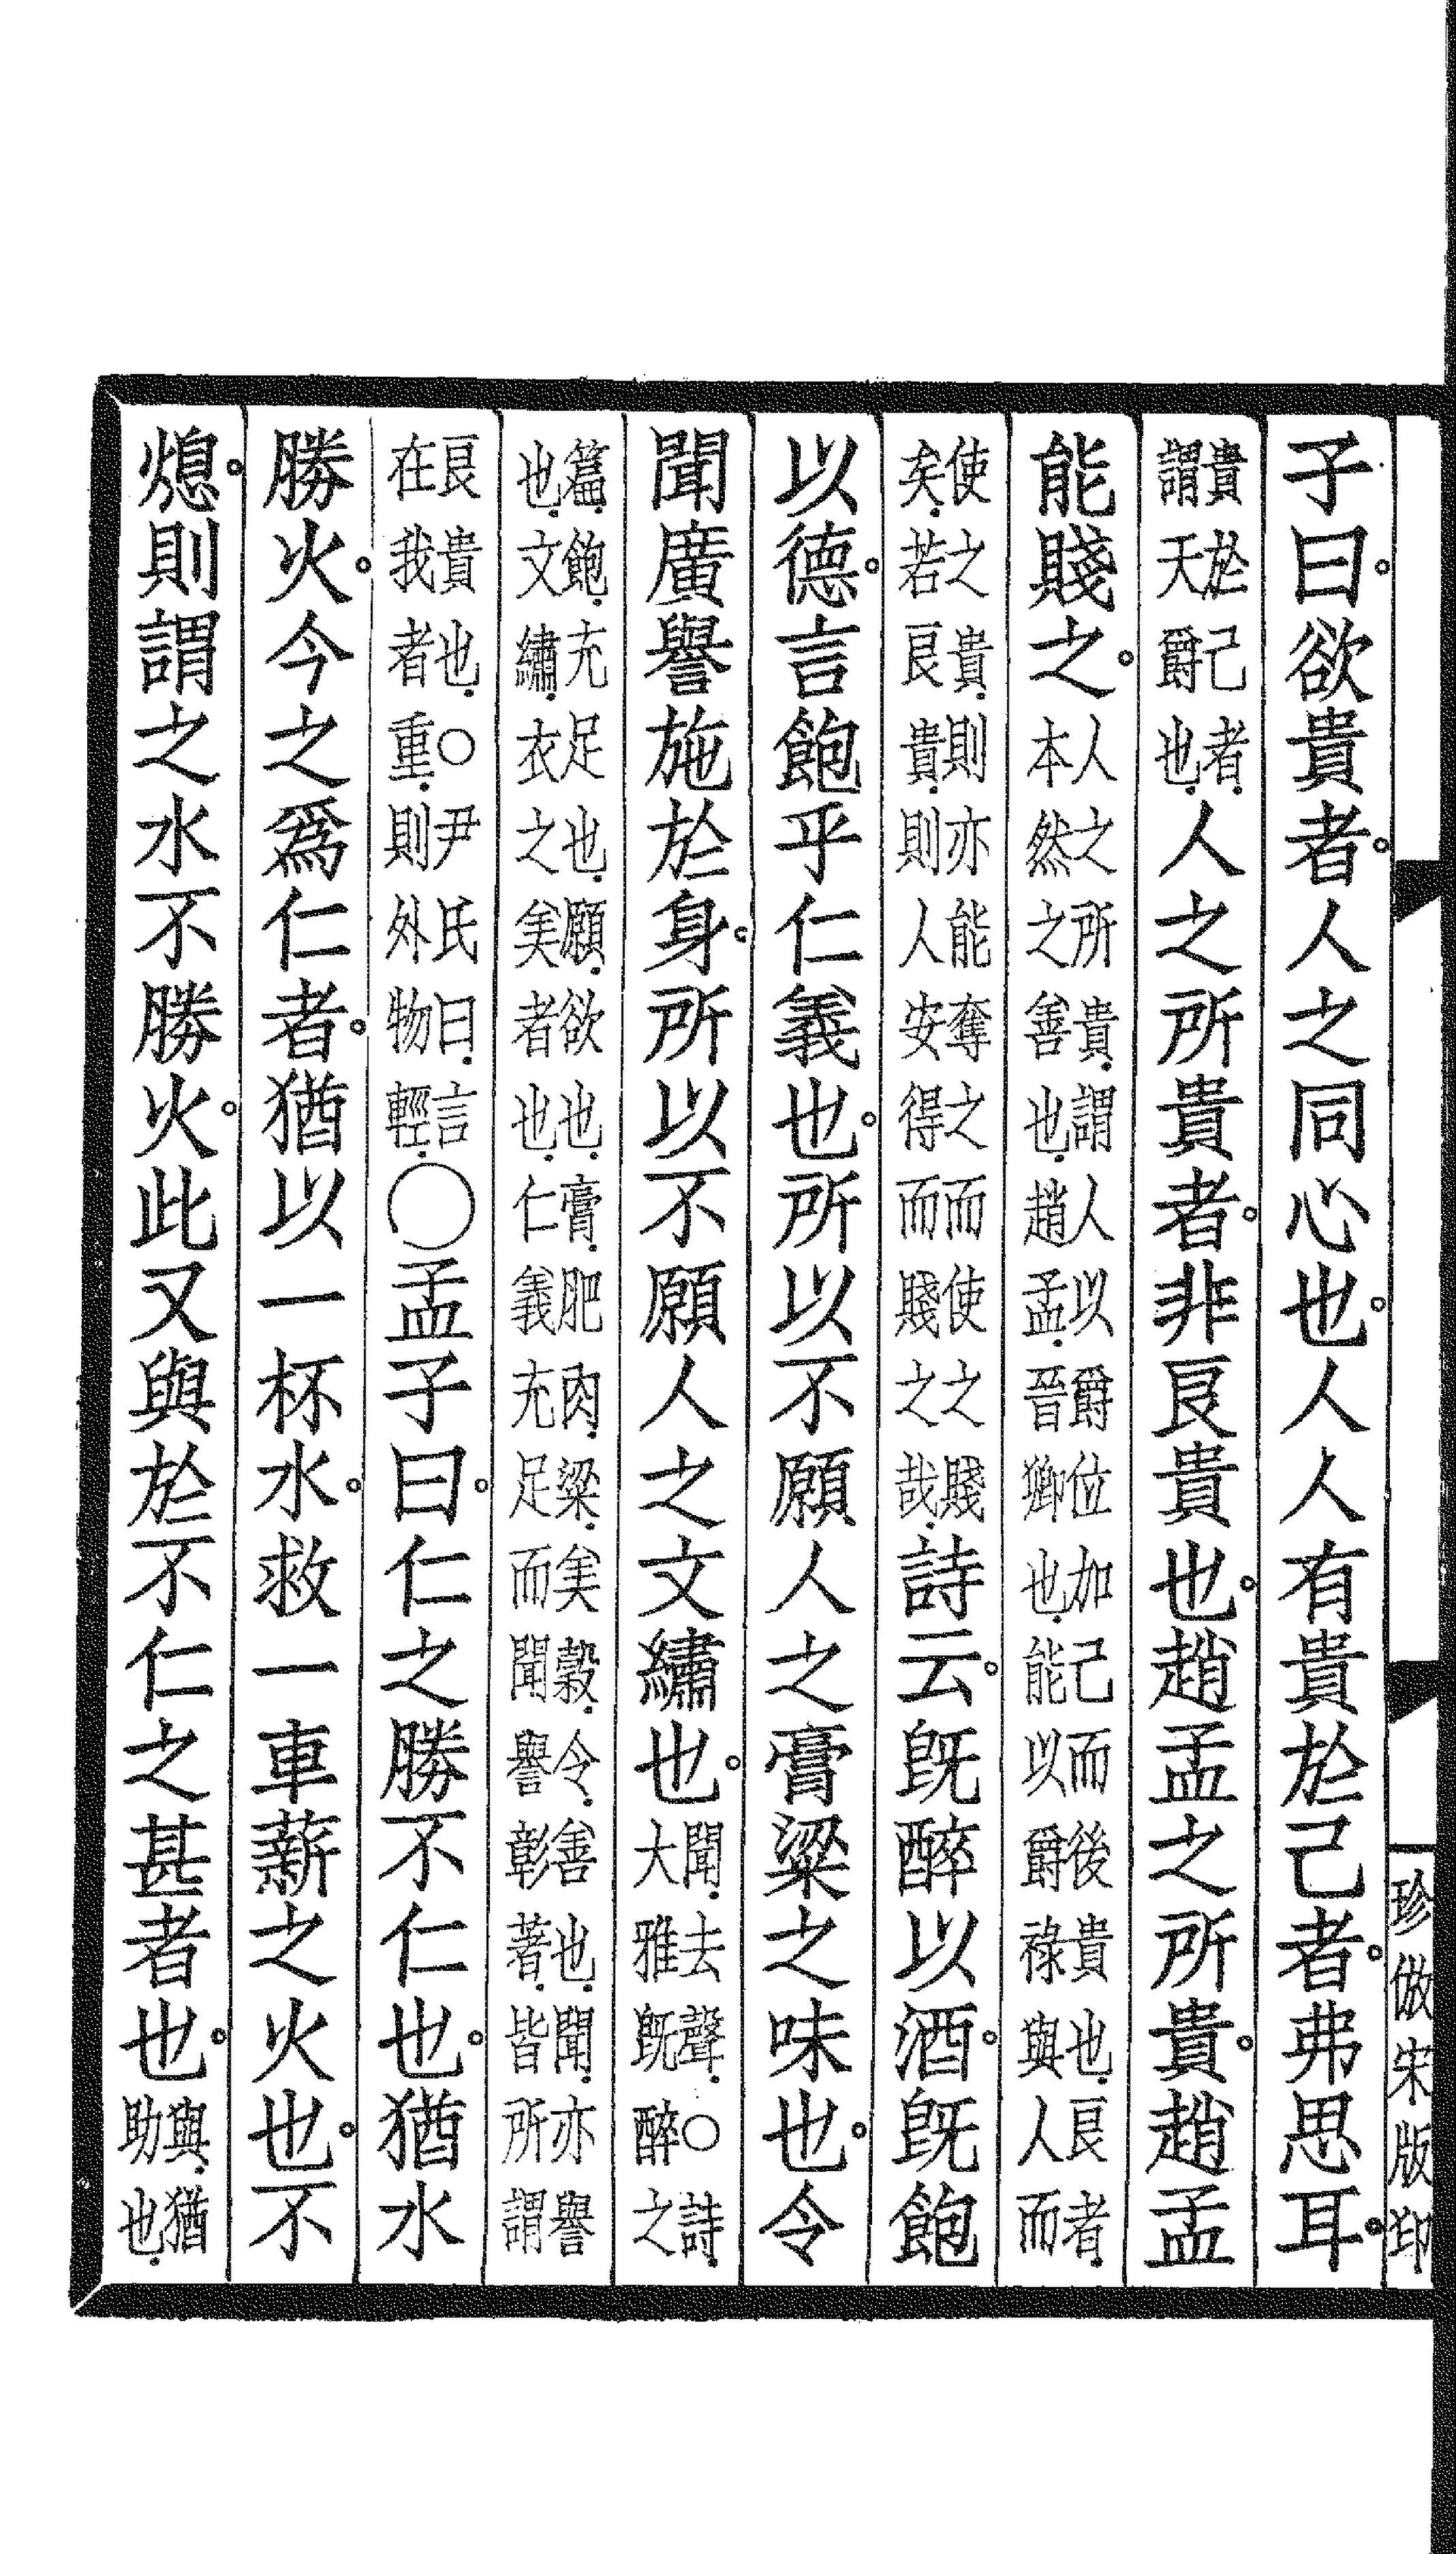 珍倣宋版印
子曰。欲貴者。人之同心也。人人有貴於己者。弗思耳。
貴於己者、謂天爵也、人之所貴者。非良貴也。趙孟之所貴。趙孟
能賤之。人之所貴、謂人以爵位加己而後貴也、良者、本然之善也、趙孟、晉卿也、能以爵祿與人而
使之貴、則亦能奪之而使之賤矣、若良貴、則人安得而賤之哉、詩云。旣醉以酒。旣飽
以德。言飽乎仁義也。所以不願人之膏粱之味也。令
聞廣譽施於身。所以不願人之文繡也。聞、去聲、○詩、大雅旣醉之
篇、飽、充足也、願、欲也、膏、肥肉、粱、美穀、令、善也、聞、亦譽也、文繡、衣之美者也、仁義充足而聞譽彰著、皆所謂
良貴也、○尹氏曰、言在我者重、則外物輕、○孟子曰。仁之勝不仁也。猶水
勝火。今之爲仁者。猶以一杯水。救一車薪之火也。不
熄。則謂之水不勝火。此又與於不仁之甚者也。與、猶助也、